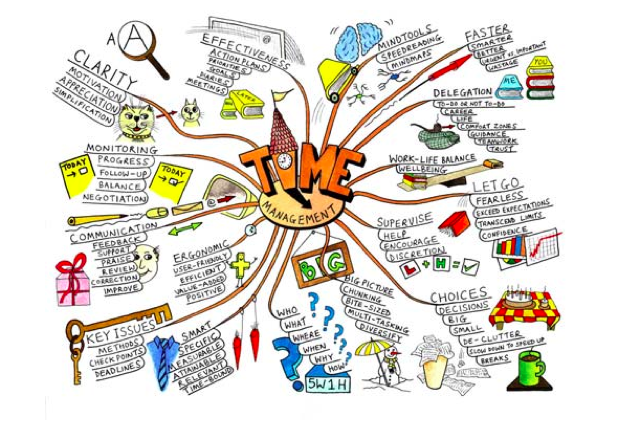 TIME
MANAGEMENT
A A
CLARITY
MOTIVATION
APPRECIATION
SIMPLIFICATION
EFFECTIVENESS
ACTION PLANS
PRIORITIES
GOALS
DIARIES
MEETINGS
MINDTOOLS
SPEEDREADING
MINDMAPS
FASTER
SMARTER
BETTER
URGENT VS. IMPORTANT
UPSTAGE
YOU
ME
DELEGATION
TO-DO OR NOT TO-DO
CAREER
LIFE
COMFORT ZONES
GUIDANCE
TEAMWORK
TRUST
WORK-LIFE BALANCE
WELLBEING
LET GO
FEARLESS
EXCEED EXPECTATIONS
TRANSCEND LIMITS
CONFIDENCE
SUPERVISE
HELP
ENCOURAGE
DISCRETION
L + H = ✓
CHOICES
DECISIONS
BIG
SMALL
DE-CLUTTER
SLOW DOWN TO SPEED UP
BREAKS
BIG
BIG PICTURE
CHUNKING
BITE-SIZED
MULTI-TASKING
DIVERSIFY
WHO
WHAT
WHERE
WHEN
WHY
HOW
5W1H
SMART
SPECIFIC
MEASURABLE
ATTAINABLE
RELEVANT
TIME-BOUND
ERGONOMIC
USER-FRIENDLY
EFFICIENT
VALUE-ADDED
POSITIVE
KEY ISSUES
METHODS
CHECKPOINTS
DEADLINES
COMMUNICATION
FEEDBACK
SUPPORT
PRAISE
REVIEW
CORRECTION
IMPROVE
MONITORING
PROGRESS
FOLLOW-UP
BALANCE
NEGOTIATION
TODAY
TODAY